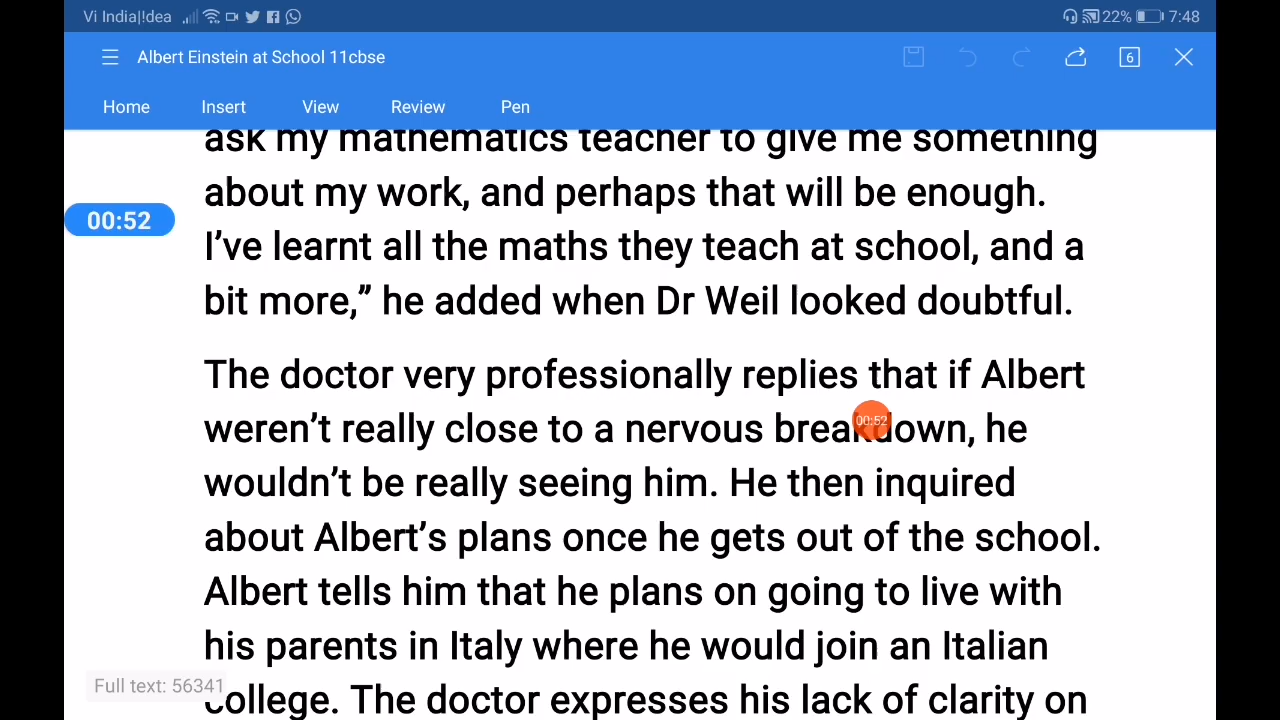 Vi India|!dea 22% 7:48
Albert Einstein at School 11cbse 6
Home Insert View Review Pen
ask my mathematics teacher to give me something
about my work, and perhaps that will be enough.
00:52
I’ve learnt all the maths they teach at school, and a
bit more,” he added when Dr Weil looked doubtful.
The doctor very professionally replies that if Albert
weren’t really close to a nervous breakdown, he
00:52
wouldn’t be really seeing him. He then inquired
about Albert’s plans once he gets out of the school.
Albert tells him that he plans on going to live with
his parents in Italy where he would join an Italian
Full text: 56341
college. The doctor expresses his lack of clarity on